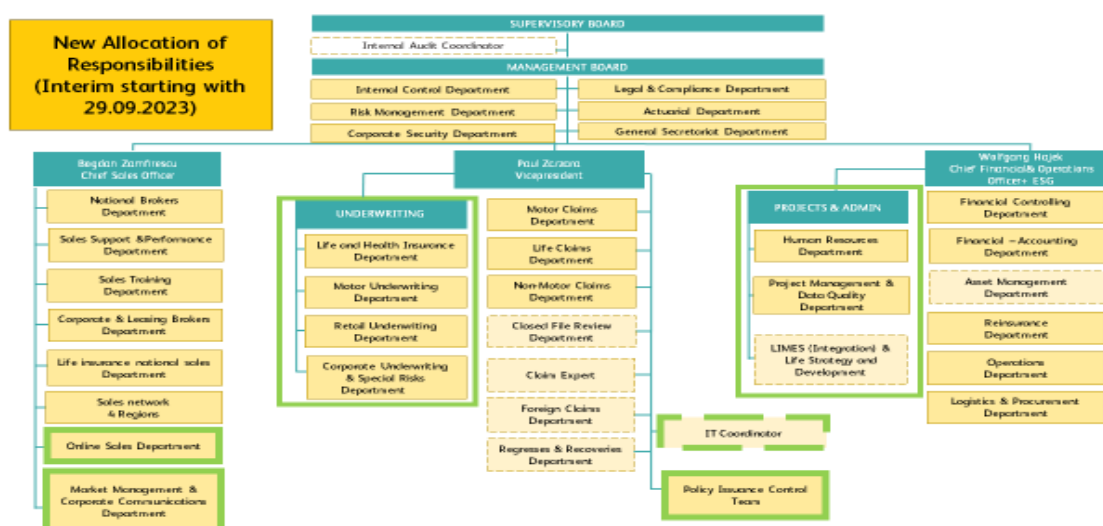 New Allocation of
Responsibilities
(Interim starting with
29.09.2023)
SUPERVISORY BOARD
Internal Audit Coordinator
MANAGEMENT BOARD
Internal Control Department
Legal & Compliance Department
Risk Management Department
Actuarial Department
Corporate Security Department
General Secretariat Department
Bogdan Zamfirescu
Chief Sales Officer
National Brokers
Department
Sales Support &Performance
Department
Sales Training
Department
Corporate & Leasing Brokers
Department
Life insurance national sales
Department
Sales network
4 Regions
Online Sales Department
Market Management &
Corporate Communications
Department
Paul
Vicepresident
UNDERWRITING
Life and Health Insurance
Department
Motor Underwriting
Department
Retail Underwriting
Department
Corporate Underwriting
& Special Risks
Department
Motor Claims
Department
Life Claims
Department
Non-Motor Claims
Department
Closed File Review
Department
Claim Expert
Foreign Claims
Department
Regresses & Recoveries
Department
IT Coordinator
Policy Issuance Control
Team
Wolfgang Hajek
Chief Financial& Operations
Officer+ ESG
PROJECTS & ADMIN
Human Resources
Department
Project Management &
Data Quality
Department
LIMES (Integration) &
Life Strategy and
Development
Financial Controlling
Department
Financial – Accounting
Department
Asset Management
Department
Reinsurance
Department
Operations
Department
Logistics & Procurement
Department